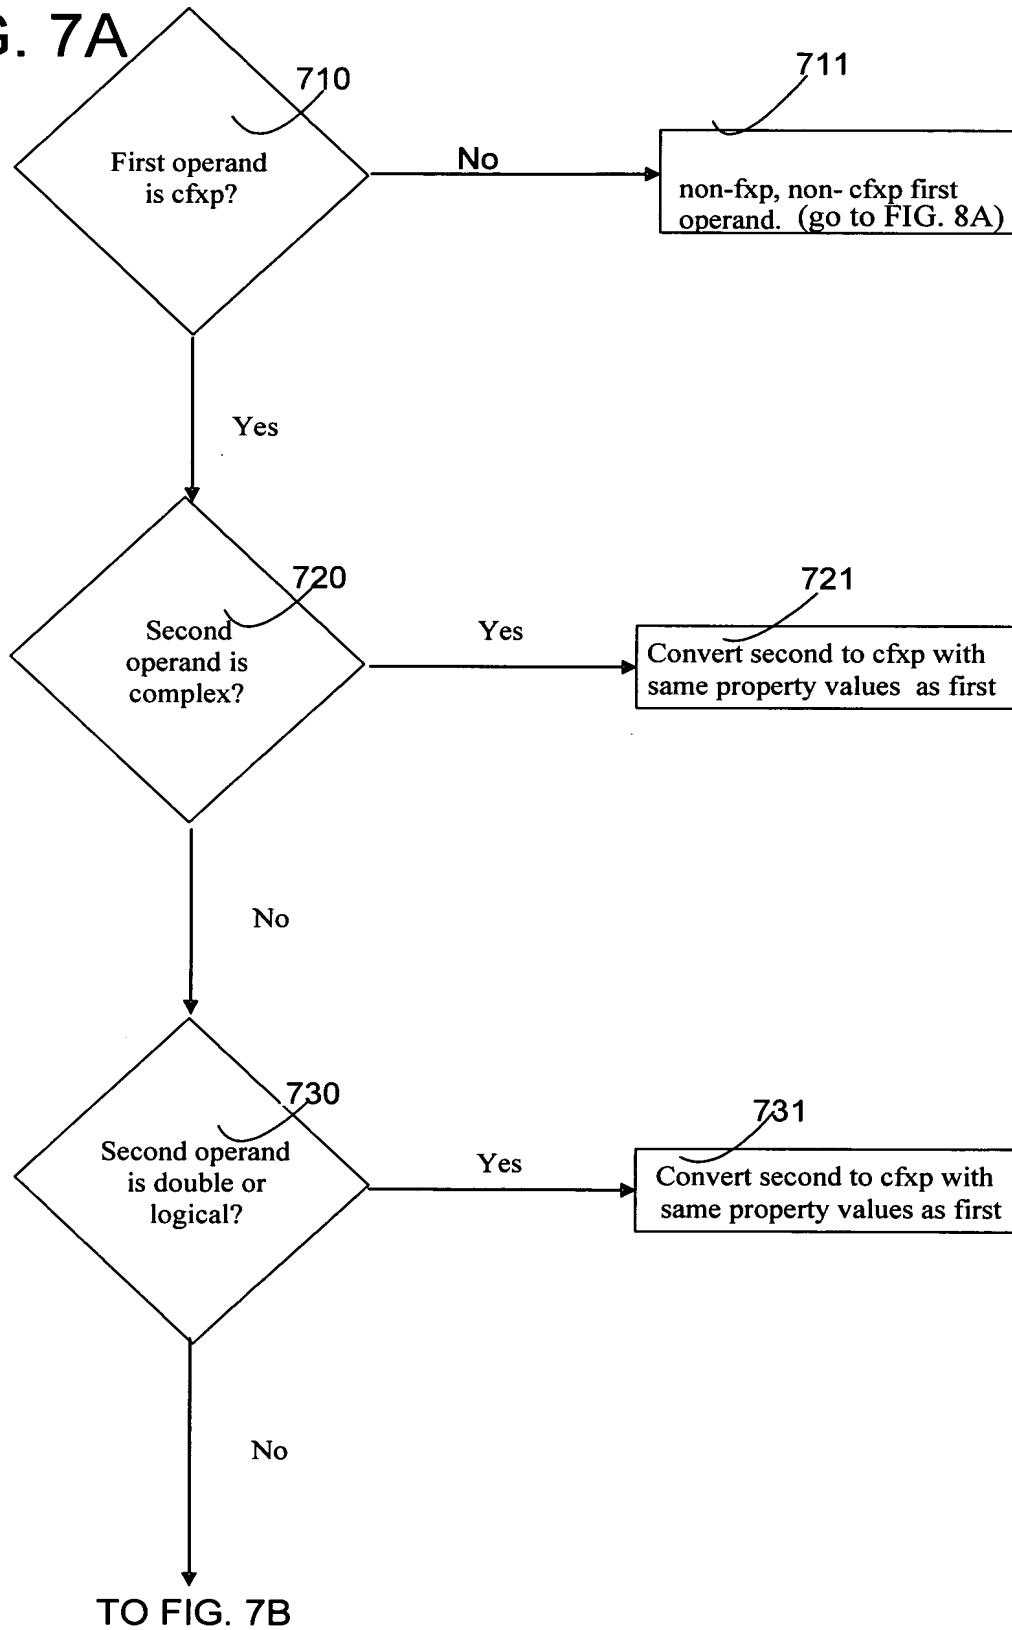 G. 7A
710
711
First operand
is cfxp?
No
non-fxp, non- cfxp first
operand. (go to FIG. 8A)
Yes
720
721
Second
operand is
complex?
Yes
Convert second to cfxp with
same property values as first
No
730
731
Second operand
is double or
logical?
Yes
Convert second to cfxp with
same property values as first
No
TO FIG. 7B